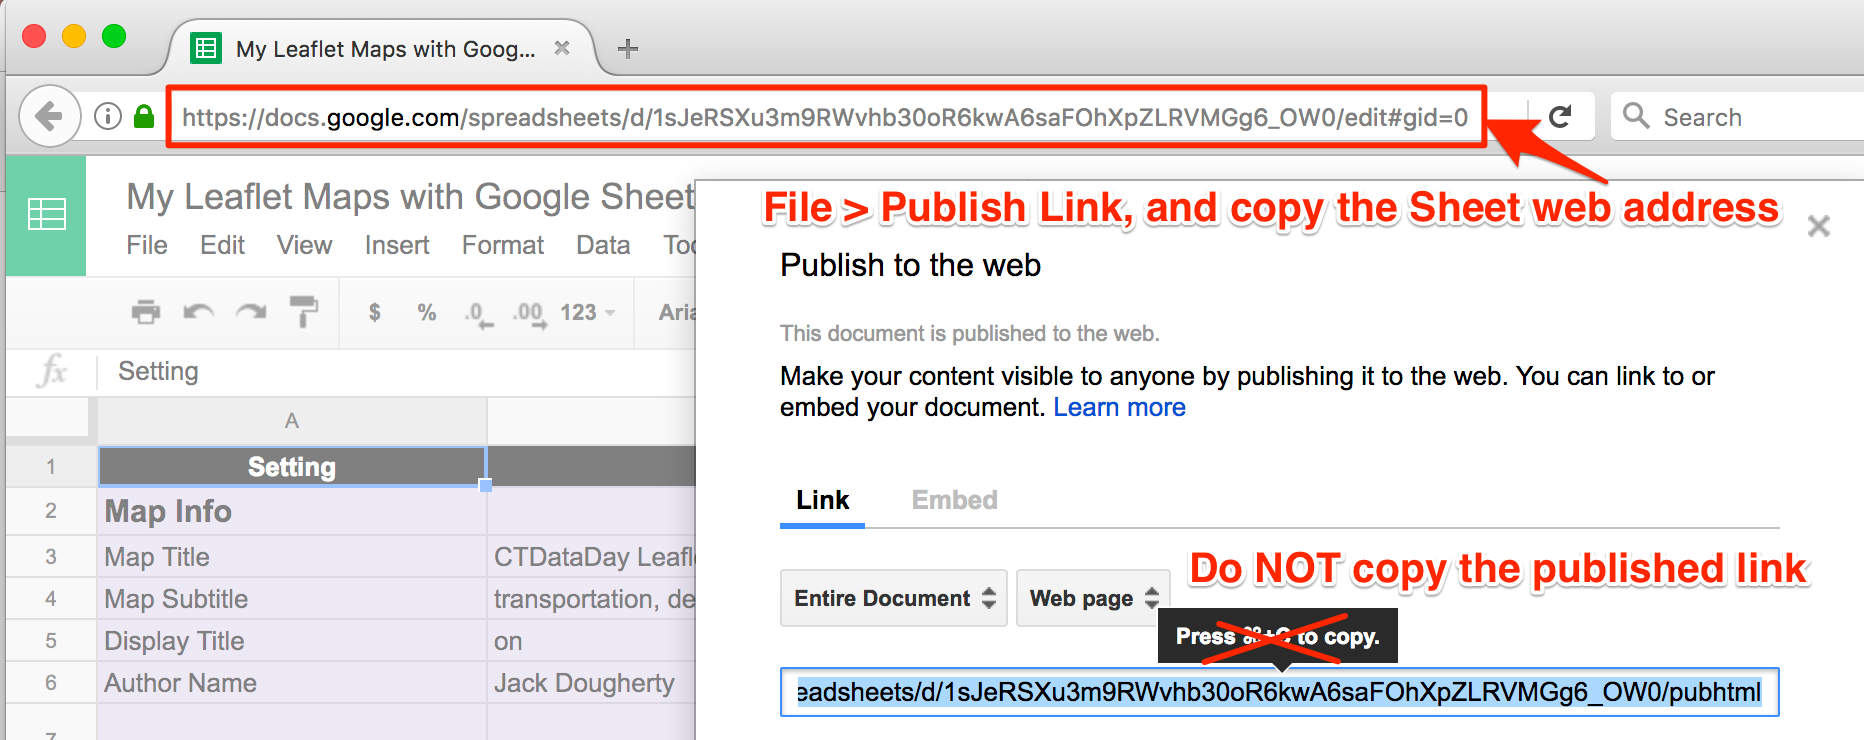 My Leaflet Maps with Goog...
https://docs.google.com/spreadsheets/d/1sJeRSXu3m9RWvhb30oR6kwA6saFOhXpZLRVMGg6_OW0/edit#gid=0
Search
My Leaflet Maps with Google Sheet
File > Publish Link, and copy the Sheet web address
File Edit View Insert Format Data Too
Publish to the web
$ % .0 .00 123 Aria
This document is published to the web.
fx Setting
Make your content visible to anyone by publishing it to the web. You can link to or
embed your document. Learn more
A
1 Setting
2 Map Info
Link Embed
3 Map Title CTDataDay Leafle
Do NOT copy the published link
4 Map Subtitle transportation, de
Entire Document Web page
5 Display Title on
Press ⌘+C to copy.
6 Author Name Jack Dougherty
eadsheets/d/1sJeRSXu3m9RWvhb30oR6kwA6saFOhXpZLRVMGg6_OW0/pubhtml
7